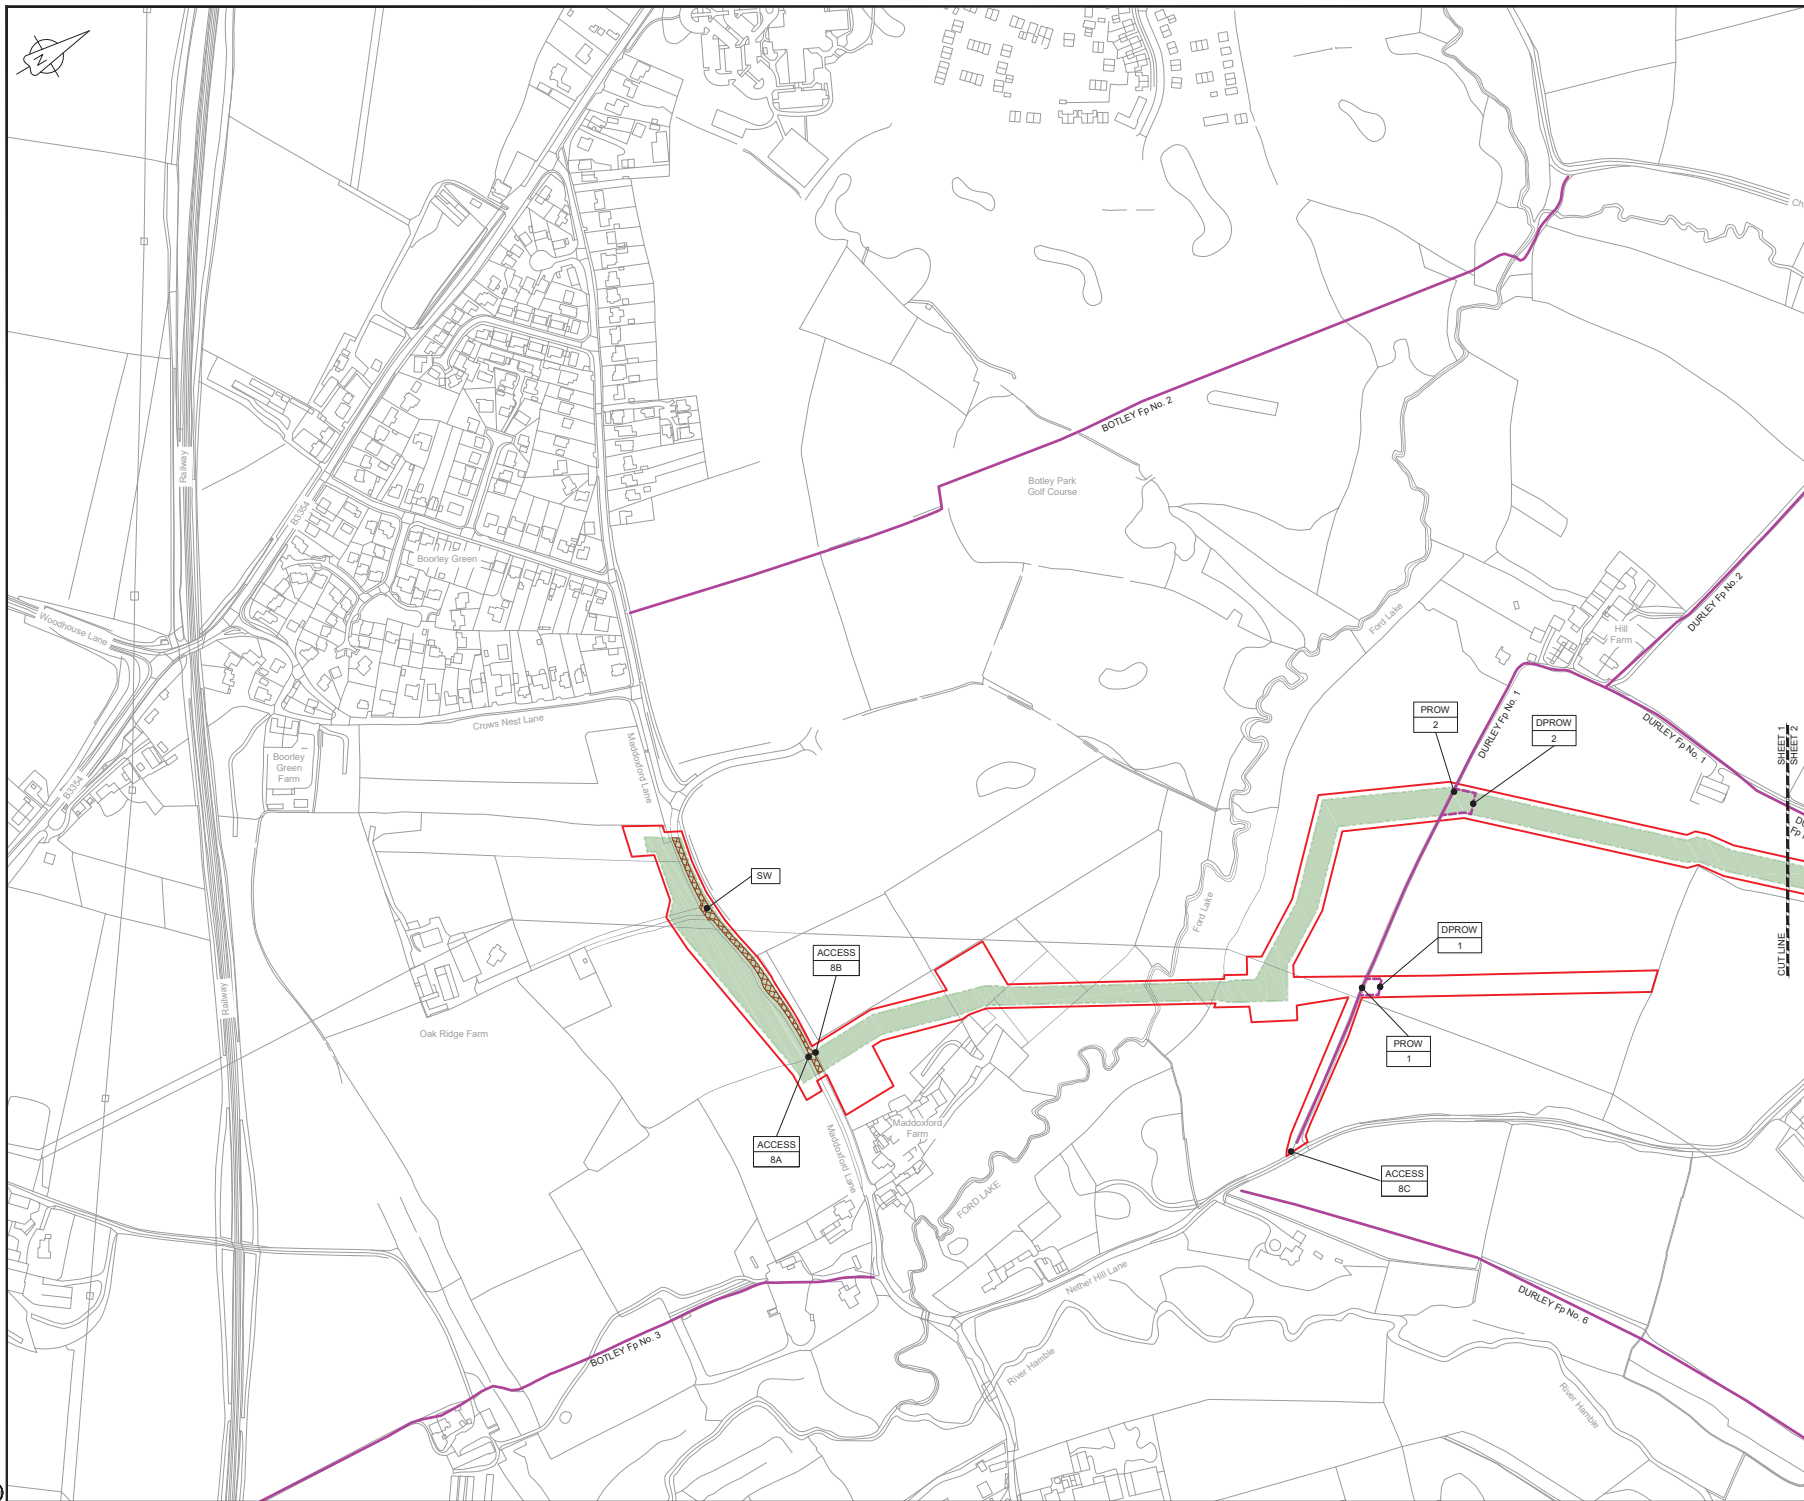 N
Ch
BOTLEY Fp No. 2
Railway
Botley Park
Golf Course
B3354
Boorley Green
Woodhouse Lane
Ford Lake
Hill
Farm
DURLEY Fp No. 2
Crows Nest Lane
Maddoxford Lane
PROW
2
DURLEY Fp No. 1
DPROW
2
DURLEY Fp No. 1
SHEET 1
SHEET 2
CUT LINE
Boorley
Green
Farm
B3354
SW
Ford Lake
DPROW
1
ACCESS
8B
Railway
Oak Ridge Farm
PROW
1
Maddoxford
Farm
ACCESS
8A
Maddoxford Lane
ACCESS
8C
FORD LAKE
Nether Hill Lane
DURLEY Fp No. 6
BOTLEY Fp No. 3
River Hamble
River Hamble